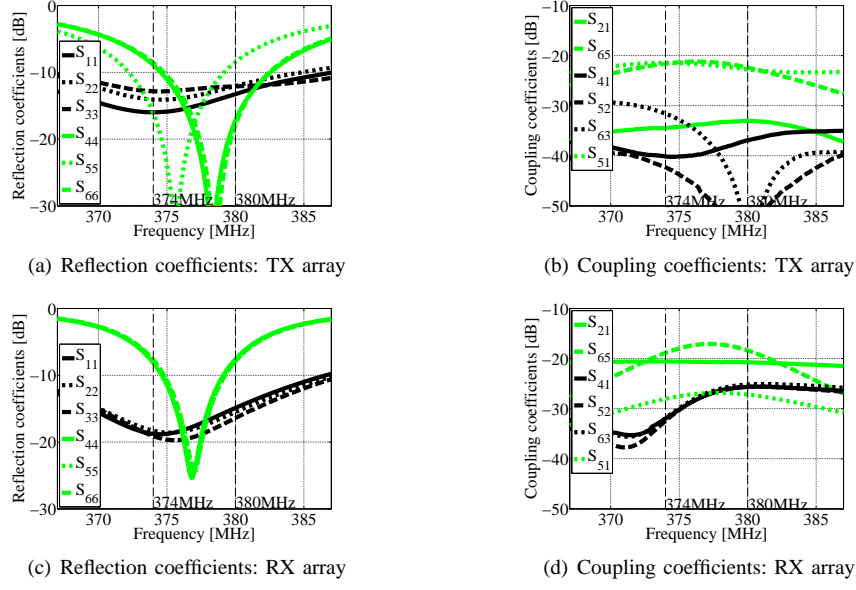 0
−10
−20
−30
Reflection coefficients [dB]
S11
S22
S33
S44
S55
S66
374MHz
380MHz
370 375 380 385
Frequency [MHz]
(a) Reflection coefficients: TX array
−10
−20
−30
−40
−50
Coupling coefficients [dB]
S21
S65
S41
S52
S63
S51
374MHz
380MHz
370 375 380 385
Frequency [MHz]
(b) Coupling coefficients: TX array
0
−10
−20
−30
Reflection coefficients [dB]
S11
S22
S33
S44
S55
S66
374MHz
380MHz
370 375 380 385
Frequency [MHz]
(c) Reflection coefficients: RX array
−10
−20
−30
−40
−50
Coupling coefficients [dB]
S21
S65
S41
S52
S63
S51
374MHz
380MHz
370 375 380 385
Frequency [MHz]
(d) Coupling coefficients: RX array